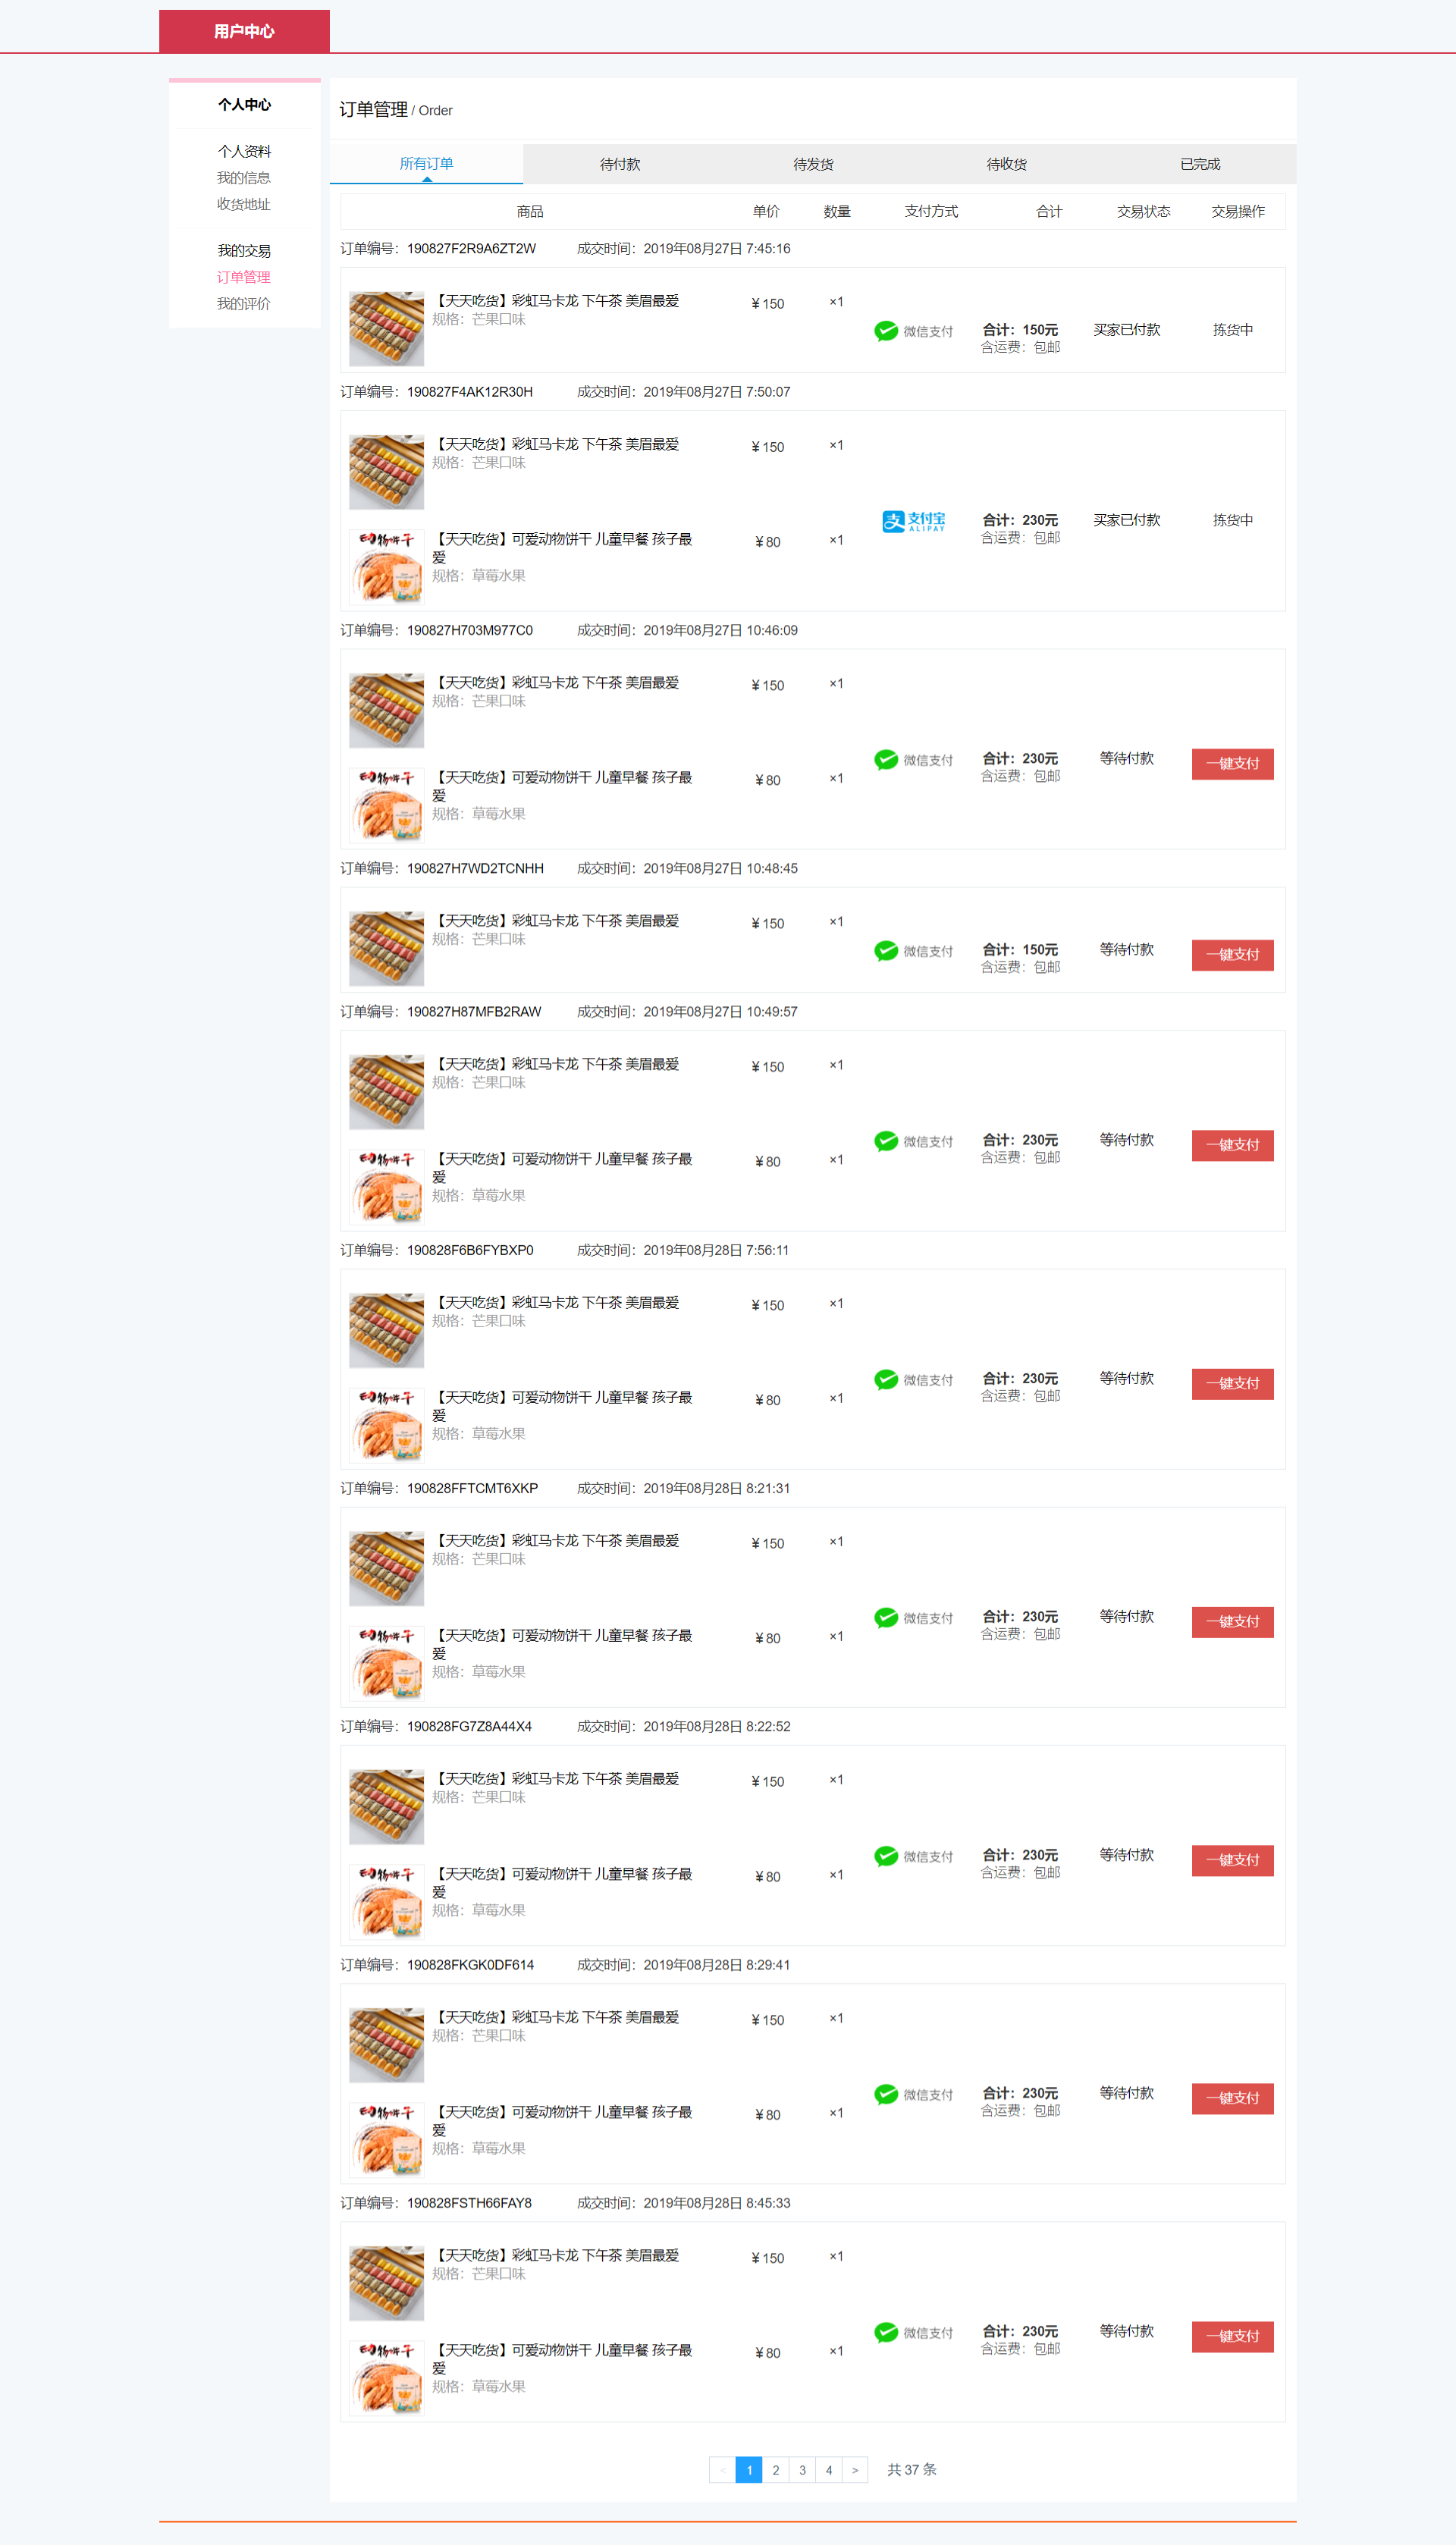 用户中心
个人中心
个人资料
我的信息
收货地址
我的交易
订单管理
我的评价
订单管理 / Order
所有订单 待付款 待发货 待收货 已完成
商品 单价 数量 支付方式 合计 交易状态 交易操作
订单编号：190827F2R9A6ZT2W 成交时间：2019年08月27日 7:45:16
【天天吃货】彩虹马卡龙 下午茶 美眉最爱 ¥150 ×1
规格：芒果口味
微信支付 合计：150元 买家已付款 拣货中
含运费：包邮
订单编号：190827F4AK12R30H 成交时间：2019年08月27日 7:50:07
【天天吃货】彩虹马卡龙 下午茶 美眉最爱 ¥150 ×1
规格：芒果口味
支付宝 合计：230元 买家已付款 拣货中
ALIPAY
含运费：包邮
动物饼干
【天天吃货】可爱动物饼干 儿童早餐 孩子最 ¥80 ×1
爱
规格：草莓水果
订单编号：190827H703M977C0 成交时间：2019年08月27日 10:46:09
【天天吃货】彩虹马卡龙 下午茶 美眉最爱 ¥150 ×1
规格：芒果口味
微信支付 合计：230元 等待付款 一键支付
含运费：包邮
动物饼干
【天天吃货】可爱动物饼干 儿童早餐 孩子最 ¥80 ×1
爱
规格：草莓水果
订单编号：190827H7WD2TCNHH 成交时间：2019年08月27日 10:48:45
【天天吃货】彩虹马卡龙 下午茶 美眉最爱 ¥150 ×1
规格：芒果口味
微信支付 合计：150元 等待付款 一键支付
含运费：包邮
订单编号：190827H87MFB2RAW 成交时间：2019年08月27日 10:49:57
【天天吃货】彩虹马卡龙 下午茶 美眉最爱 ¥150 ×1
规格：芒果口味
微信支付 合计：230元 等待付款 一键支付
含运费：包邮
动物饼干
【天天吃货】可爱动物饼干 儿童早餐 孩子最 ¥80 ×1
爱
规格：草莓水果
订单编号：190828F6B6FYBXP0 成交时间：2019年08月28日 7:56:11
【天天吃货】彩虹马卡龙 下午茶 美眉最爱 ¥150 ×1
规格：芒果口味
微信支付 合计：230元 等待付款 一键支付
含运费：包邮
动物饼干
【天天吃货】可爱动物饼干 儿童早餐 孩子最 ¥80 ×1
爱
规格：草莓水果
订单编号：190828FFTCMT6XKP 成交时间：2019年08月28日 8:21:31
【天天吃货】彩虹马卡龙 下午茶 美眉最爱 ¥150 ×1
规格：芒果口味
微信支付 合计：230元 等待付款 一键支付
含运费：包邮
动物饼干
【天天吃货】可爱动物饼干 儿童早餐 孩子最 ¥80 ×1
爱
规格：草莓水果
订单编号：190828FG7Z8A44X4 成交时间：2019年08月28日 8:22:52
【天天吃货】彩虹马卡龙 下午茶 美眉最爱 ¥150 ×1
规格：芒果口味
微信支付 合计：230元 等待付款 一键支付
含运费：包邮
动物饼干
【天天吃货】可爱动物饼干 儿童早餐 孩子最 ¥80 ×1
爱
规格：草莓水果
订单编号：190828FKGK0DF614 成交时间：2019年08月28日 8:29:41
【天天吃货】彩虹马卡龙 下午茶 美眉最爱 ¥150 ×1
规格：芒果口味
微信支付 合计：230元 等待付款 一键支付
含运费：包邮
动物饼干
【天天吃货】可爱动物饼干 儿童早餐 孩子最 ¥80 ×1
爱
规格：草莓水果
订单编号：190828FSTH66FAY8 成交时间：2019年08月28日 8:45:33
【天天吃货】彩虹马卡龙 下午茶 美眉最爱 ¥150 ×1
规格：芒果口味
微信支付 合计：230元 等待付款 一键支付
含运费：包邮
动物饼干
【天天吃货】可爱动物饼干 儿童早餐 孩子最 ¥80 ×1
爱
规格：草莓水果
< 1 2 3 4 > 共 37 条